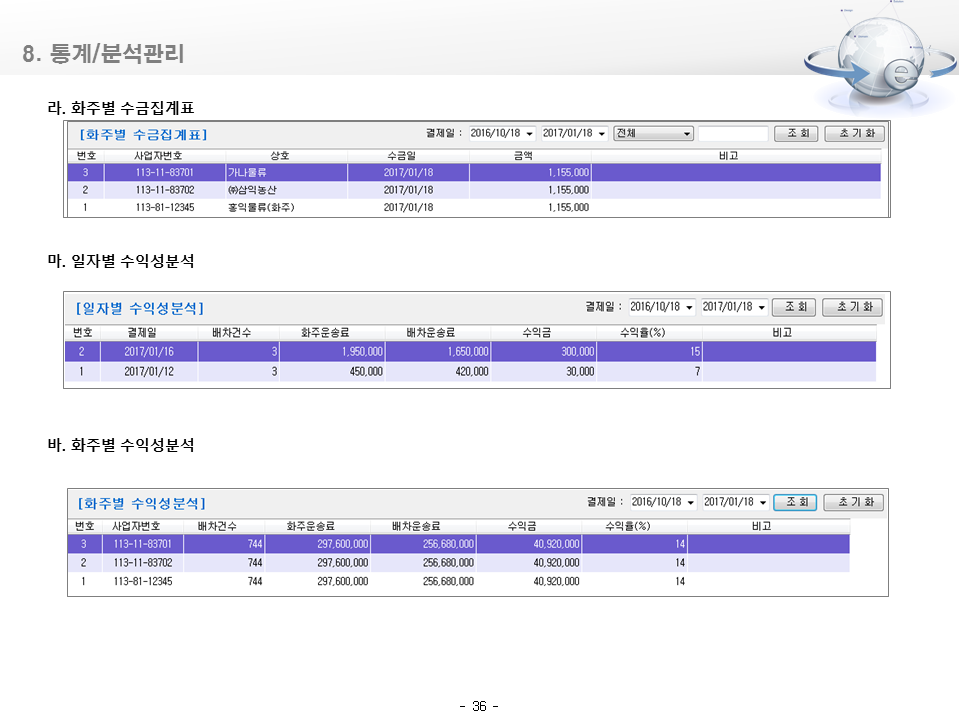 8. 통계/분석관리
라. 화주별 수금집계표
[화주별 수금집계표] 결제일 : 2016/10/18 2017/01/18 전체 조 회 초 기 화
번호 사업자번호 상호 수금일 금액 비고
3 113-11-83701 가나물류 2017/01/18 1,155,000
2 113-11-83702 ㈜삼익농산 2017/01/18 1,155,000
1 113-81-12345 홍익물류(화주) 2017/01/18 1,155,000
마. 일자별 수익성분석
[일자별 수익성분석] 결제일 : 2016/10/18 2017/01/18 조 회 초 기 화
번호 결제일 배차건수 화주운송료 배차운송료 수익금 수익률(%) 비고
2 2017/01/16 3 1,950,000 1,650,000 300,000 15
1 2017/01/12 3 450,000 420,000 30,000 7
바. 화주별 수익성분석
[화주별 수익성분석] 결제일 : 2016/10/18 2017/01/18 조 회 초 기 화
번호 사업자번호 배차건수 화주운송료 배차운송료 수익금 수익률(%) 비고
3 113-11-83701 744 297,600,000 256,680,000 40,920,000 14
2 113-11-83702 744 297,600,000 256,680,000 40,920,000 14
1 113-81-12345 744 297,600,000 256,680,000 40,920,000 14
- 36 -